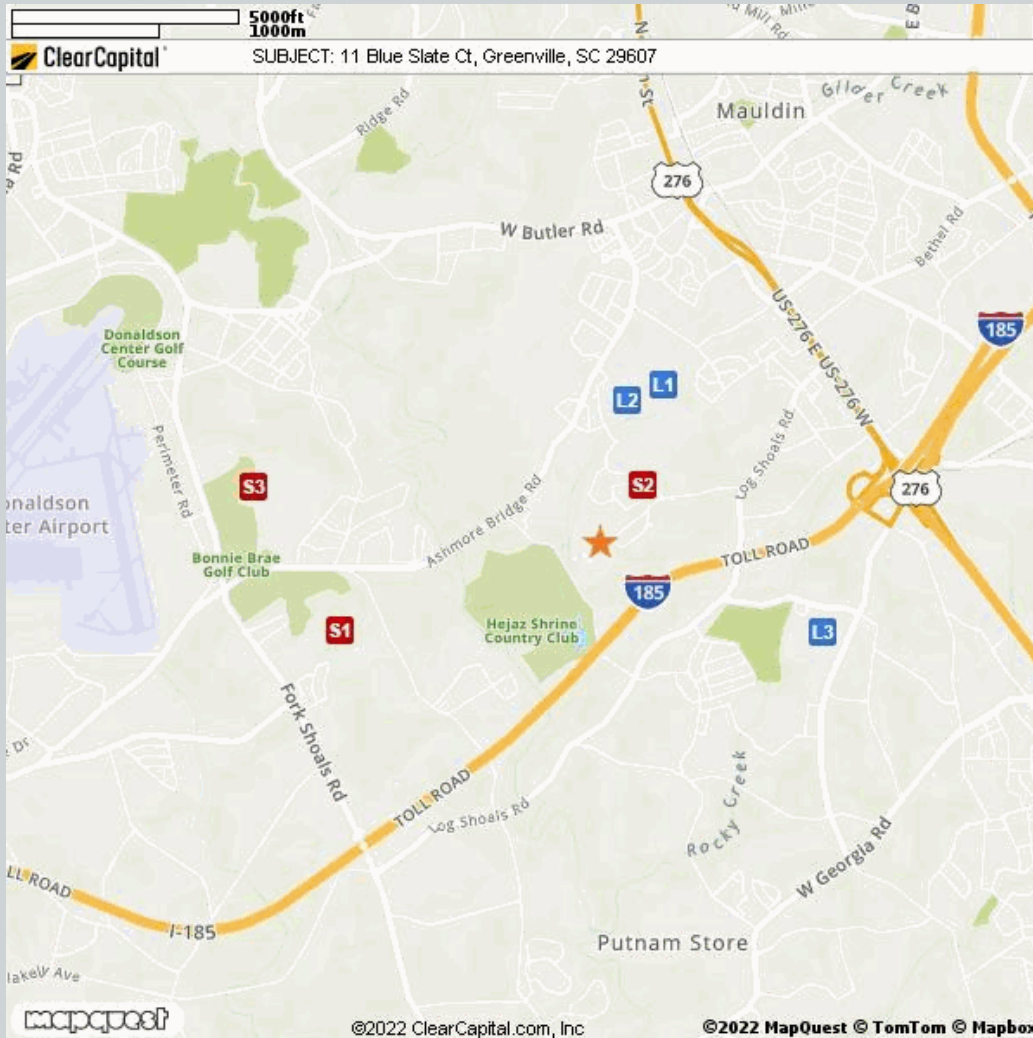 5000ft
1000m
ClearCapital
SUBJECT: 11 Blue Slate Ct, Greenville, SC 29607
Mill Rd
Ridge Rd
Mauldin
Gilder Creek
276
W Butler Rd
Bethel Rd
US-276 E US-276 W
185
Donaldson
Center Golf
Course
L1
L2
Perimeter Rd
Log Shoals Rd
S3
S2
276
onaldson
ter Airport
Ashmore Bridge Rd
Bonnie Brae
Golf Club
TOLL ROAD
185
Hejaz Shrine
Country Club
S1
L3
Fork Shoals Rd
TOLL ROAD
Log Shoals Rd
Rocky Creek
W Georgia Rd
LL ROAD
I-185
Putnam Store
lakely Ave
mapquest
©2022 ClearCapital.com, Inc
©2022 MapQuest © TomTom © Mapbox